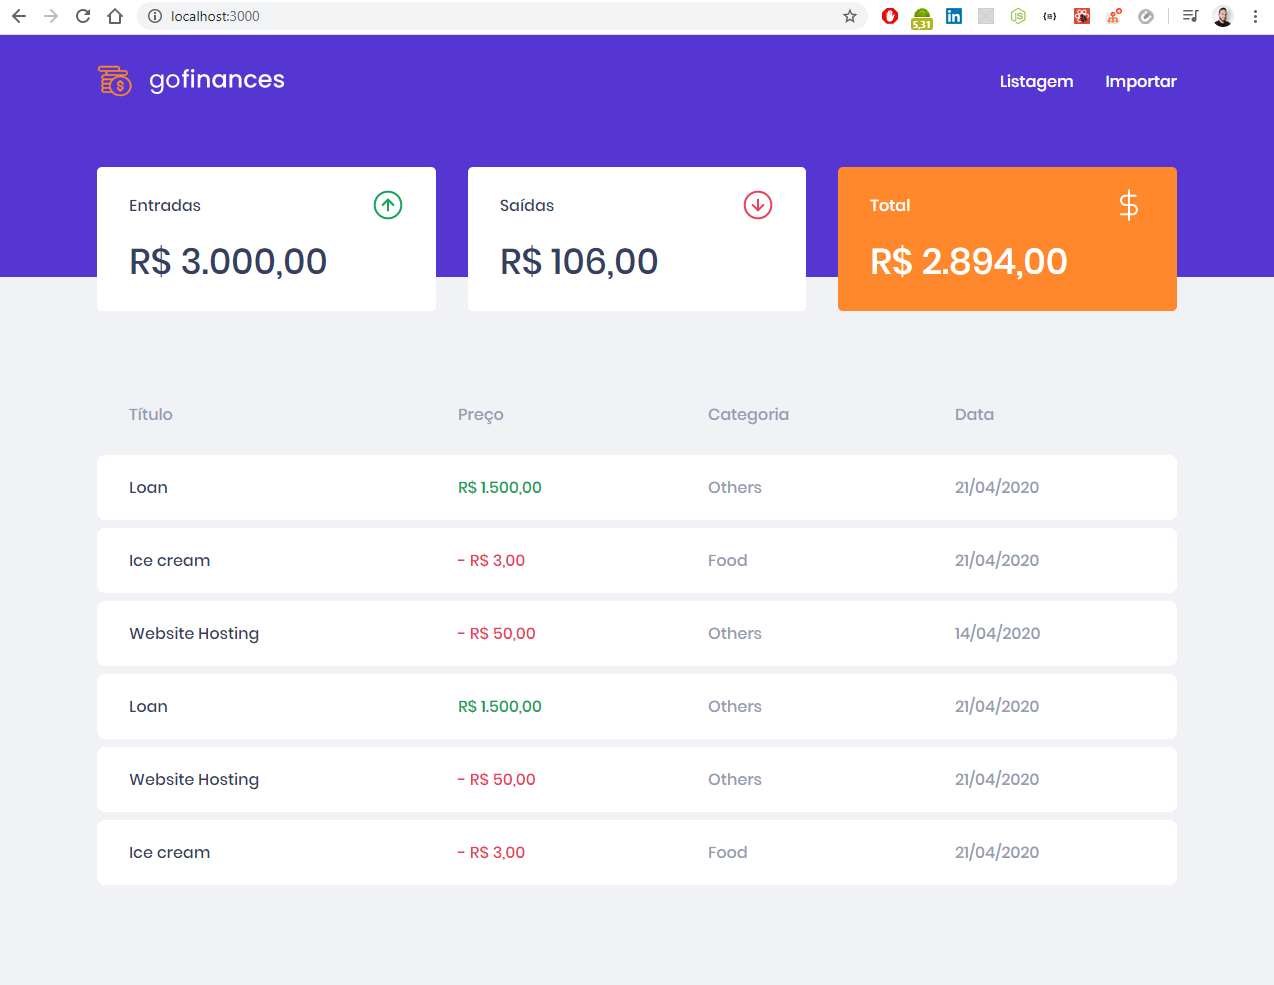 localhost:3000
5,31
gofinances
Listagem Importar
Entradas Saídas Total
R$ 3.000,00 R$ 106,00 R$ 2.894,00
Título Preço Categoria Data
Loan R$ 1.500,00 Others 21/04/2020
Ice cream - R$ 3,00 Food 21/04/2020
Website Hosting - R$ 50,00 Others 14/04/2020
Loan R$ 1.500,00 Others 21/04/2020
Website Hosting - R$ 50,00 Others 21/04/2020
Ice cream - R$ 3,00 Food 21/04/2020